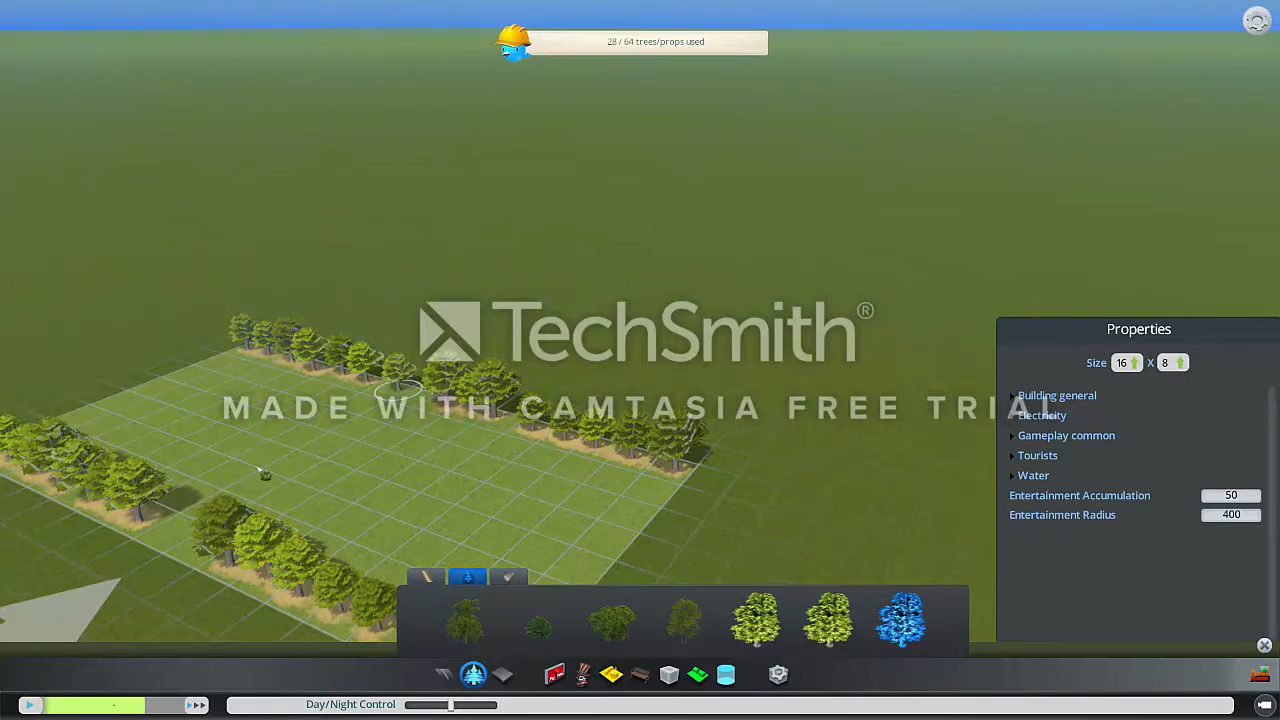 28 / 64 trees/props used
TechSmith®
MADE WITH CAMTASIA FREE TRIAL
Properties
Size 16 X 8
Building general
Electricity
Gameplay common
Tourists
Water
Entertainment Accumulation 50
Entertainment Radius 400
Day/Night Control